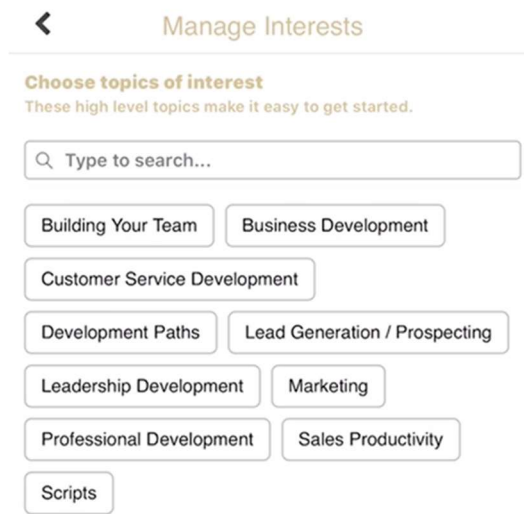 Manage Interests
Choose topics of interest
These high level topics make it easy to get started.
Type to search...
Building Your Team Business Development
Customer Service Development
Development Paths Lead Generation / Prospecting
Leadership Development Marketing
Professional Development Sales Productivity
Scripts